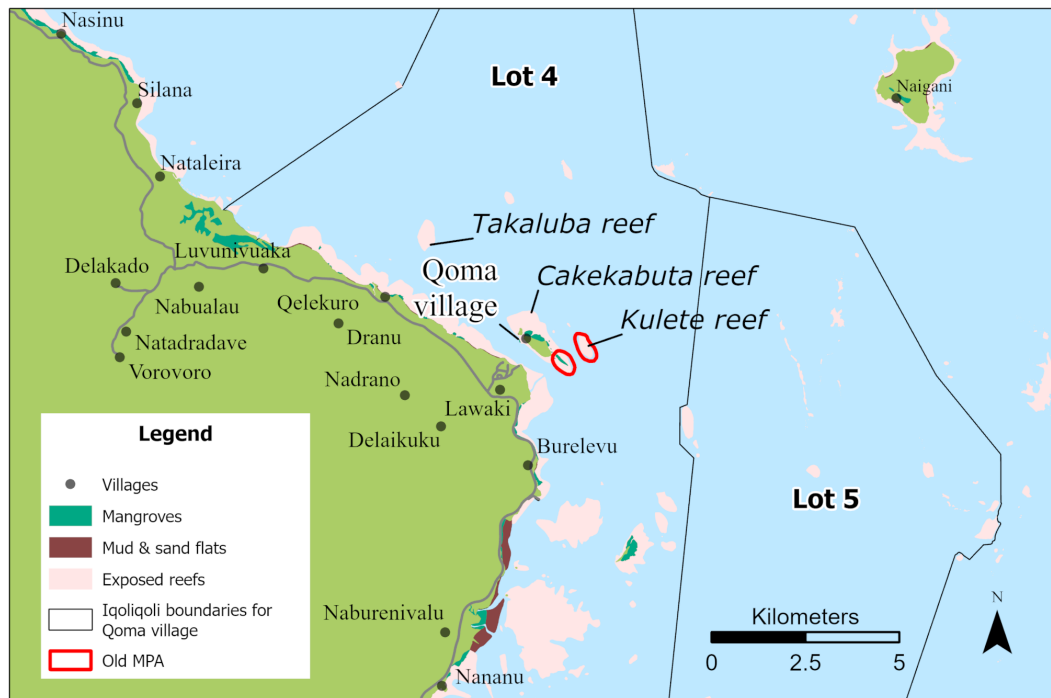 Nasinu
Lot 4
Silana
Naigani
Nataleira
Takaluba reef
Luvunivuaka
Delakado
Qoma
village
Cakekabuta reef
Nabualau
Qelekuro
Kulete reef
Natadradave
Dranu
Vorovoro
Nadrano
Lawaki
Delaikuku
Burelevu
Lot 5
Legend
Villages
Mangroves
Mud & sand flats
Exposed reefs
Iqoliqoli boundaries for
Qoma village
Old MPA
Naburenivalu
Nananu
Kilometers
0 2.5 5
N